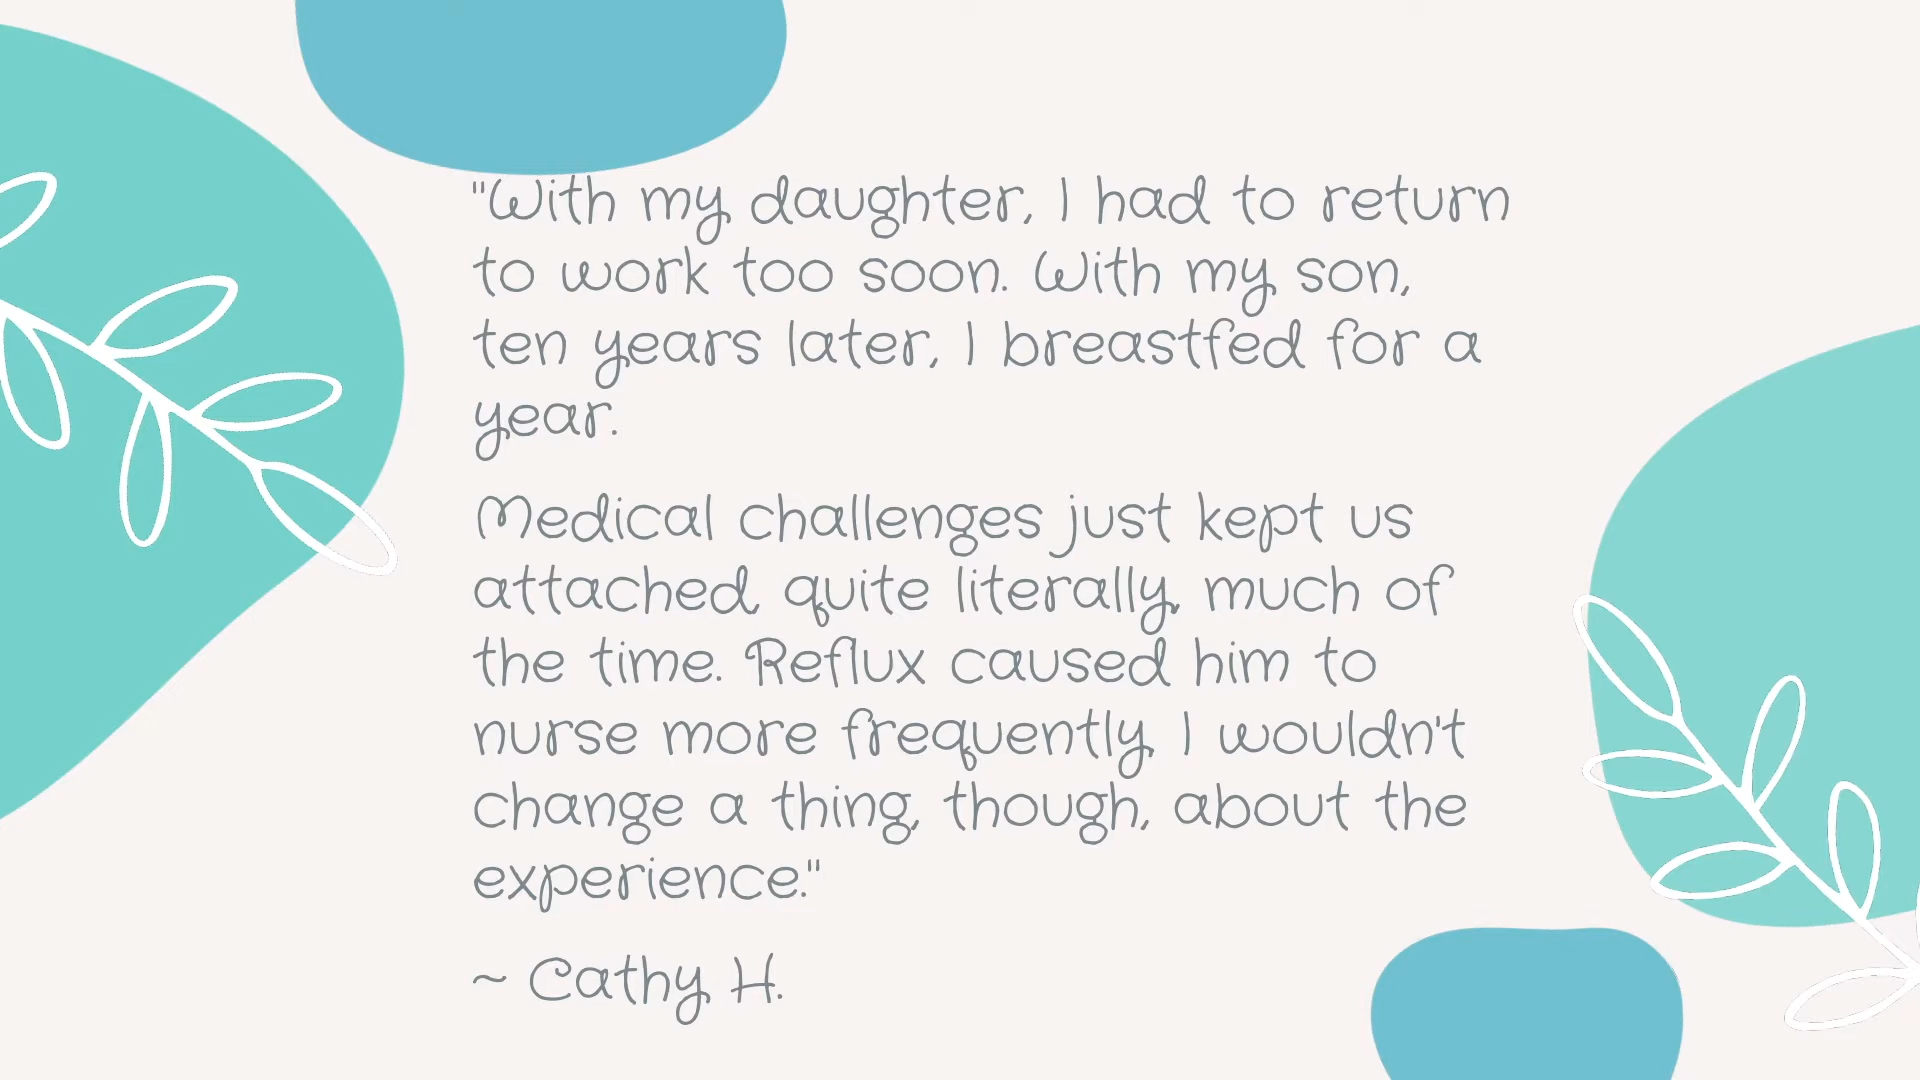 "With my daughter, I had to return
to work too soon. With my son,
ten years later, I breastfed for a
year.
Medical challenges just kept us
attached, quite literally, much of
the time. Reflux caused him to
nurse more frequently, I wouldn't
change a thing, though, about the
experience."
~ Cathy H.